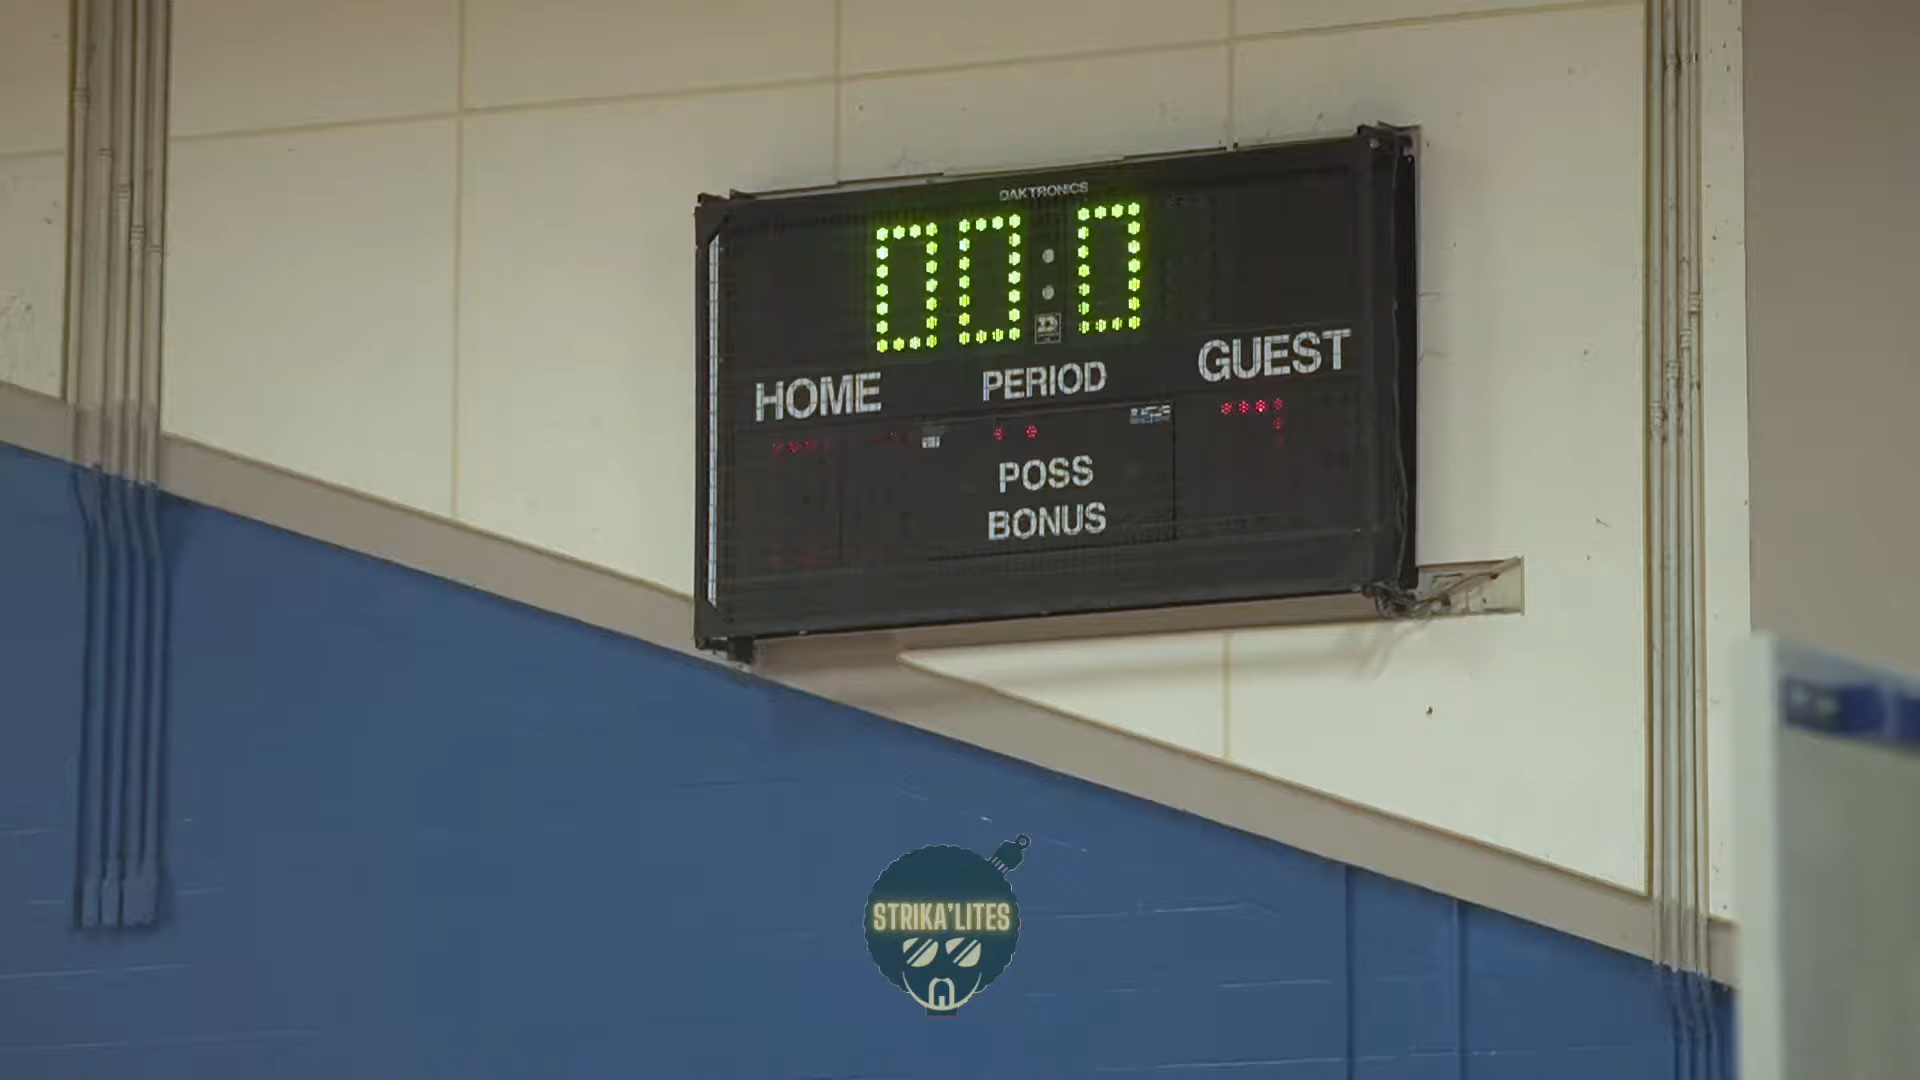 DAKTRONICS
00:0
HOME
PERIOD
GUEST
POSS
BONUS
STRIKA'LITES